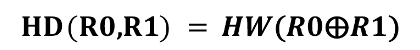 HD(R0,R1) = HW(R0⊕R1)